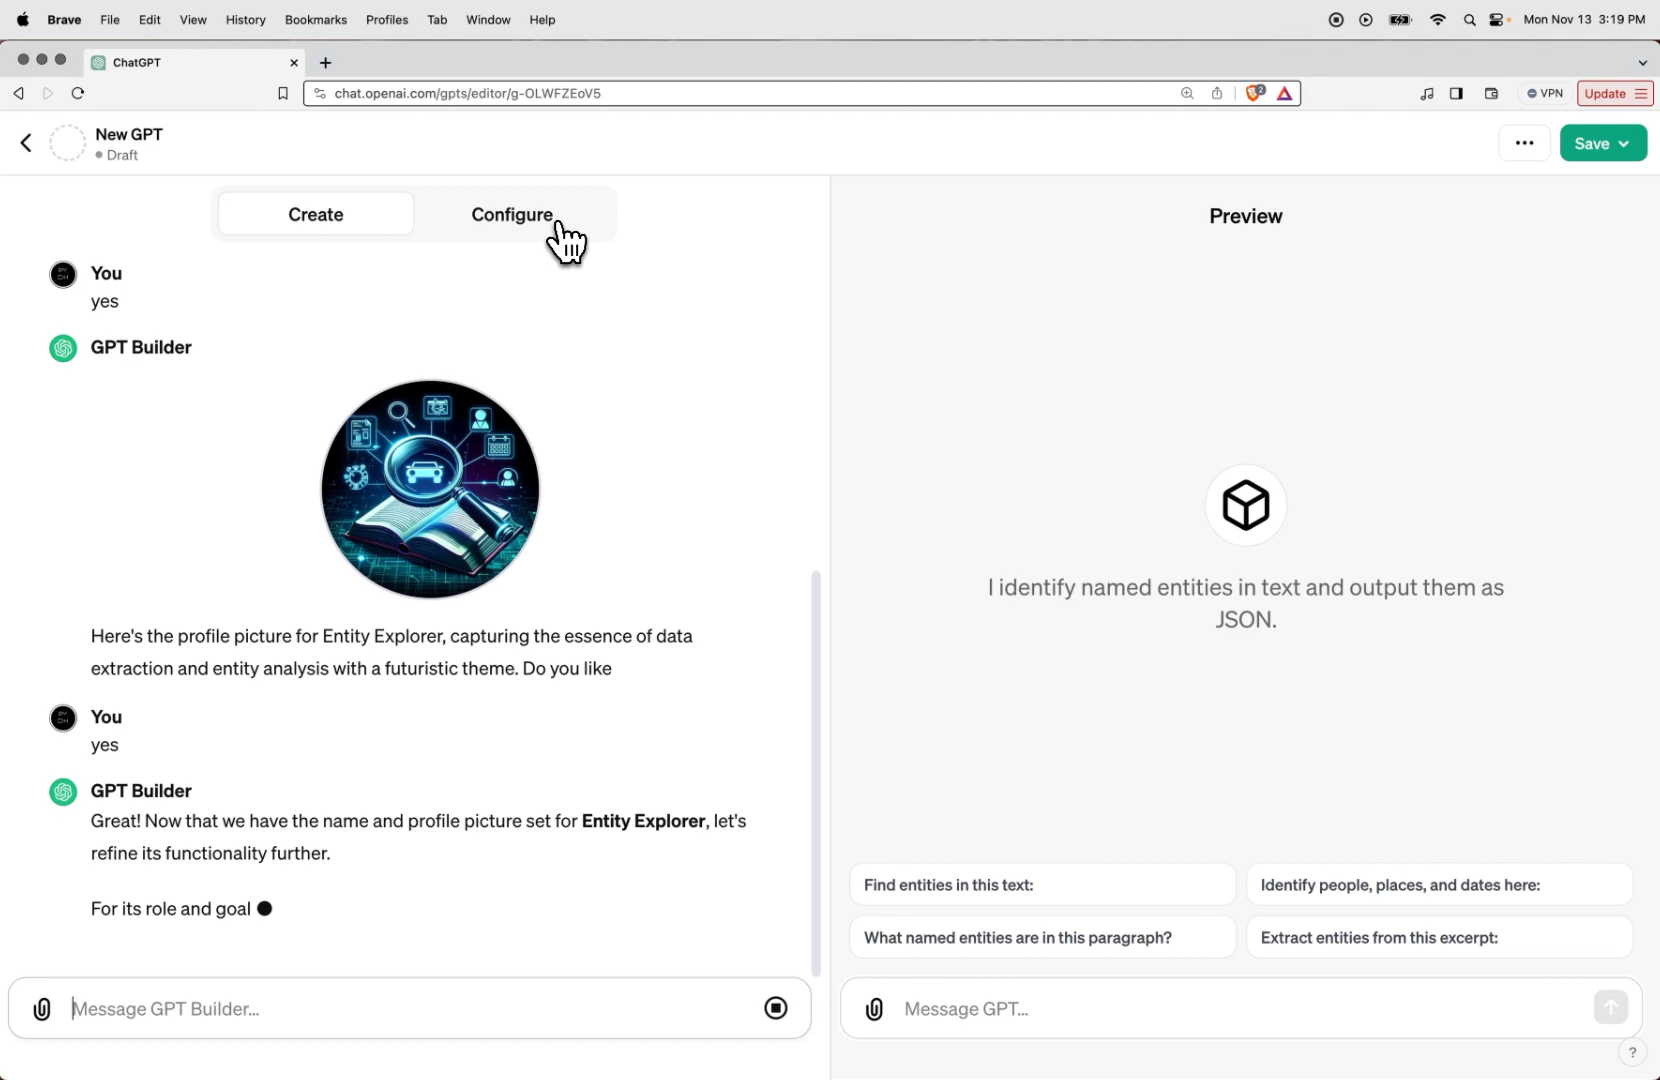 Brave File Edit View History Bookmarks Profiles Tab Window Help
Mon Nov 13 3:19 PM
ChatGPT
chat.openai.com/gpts/editor/g-OLWFZEoV5
2
VPN
Update
New GPT
Draft
Save
Create
Configure
You
yes
GPT Builder
Here's the profile picture for Entity Explorer, capturing the essence of data
extraction and entity analysis with a futuristic theme. Do you like
You
yes
GPT Builder
Great! Now that we have the name and profile picture set for Entity Explorer, let's
refine its functionality further.
For its role and goal
Message GPT Builder...
Preview
I identify named entities in text and output them as
JSON.
Find entities in this text:
Identify people, places, and dates here:
What named entities are in this paragraph?
Extract entities from this excerpt:
Message GPT...
?